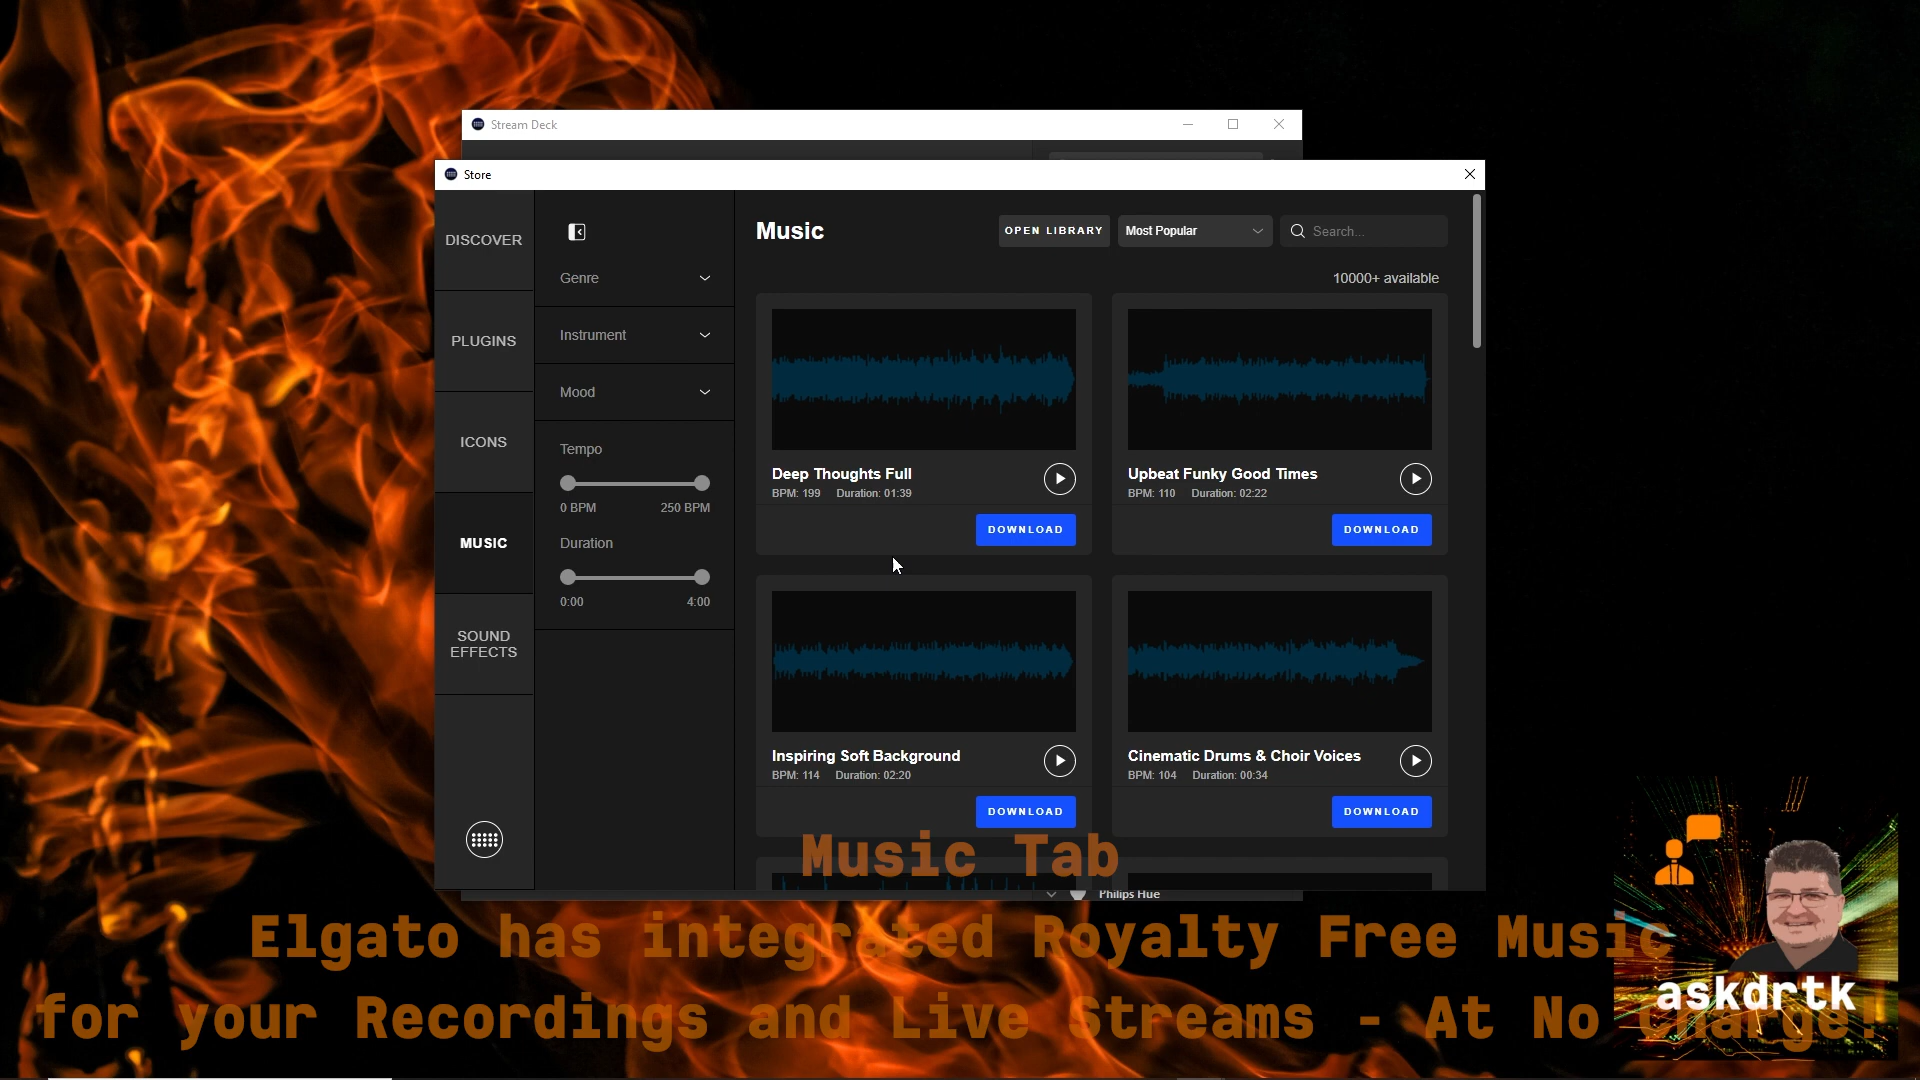 Stream Deck
Store
DISCOVER
PLUGINS
ICONS
MUSIC
SOUND
EFFECTS
Genre
Instrument
Mood
Tempo
0 BPM 250 BPM
Duration
0:00 4:00
Music
OPEN LIBRARY
Most Popular
Search...
10000+ available
Deep Thoughts Full
BPM: 199 Duration: 01:39
DOWNLOAD
Upbeat Funky Good Times
BPM: 110 Duration: 02:22
DOWNLOAD
Inspiring Soft Background
BPM: 114 Duration: 02:20
DOWNLOAD
Cinematic Drums & Choir Voices
BPM: 104 Duration: 00:34
DOWNLOAD
Philips Hue
Music Tab
Elgato has integrated Royalty Free Music
for your Recordings and Live Streams - At No Charge!
askdrtk